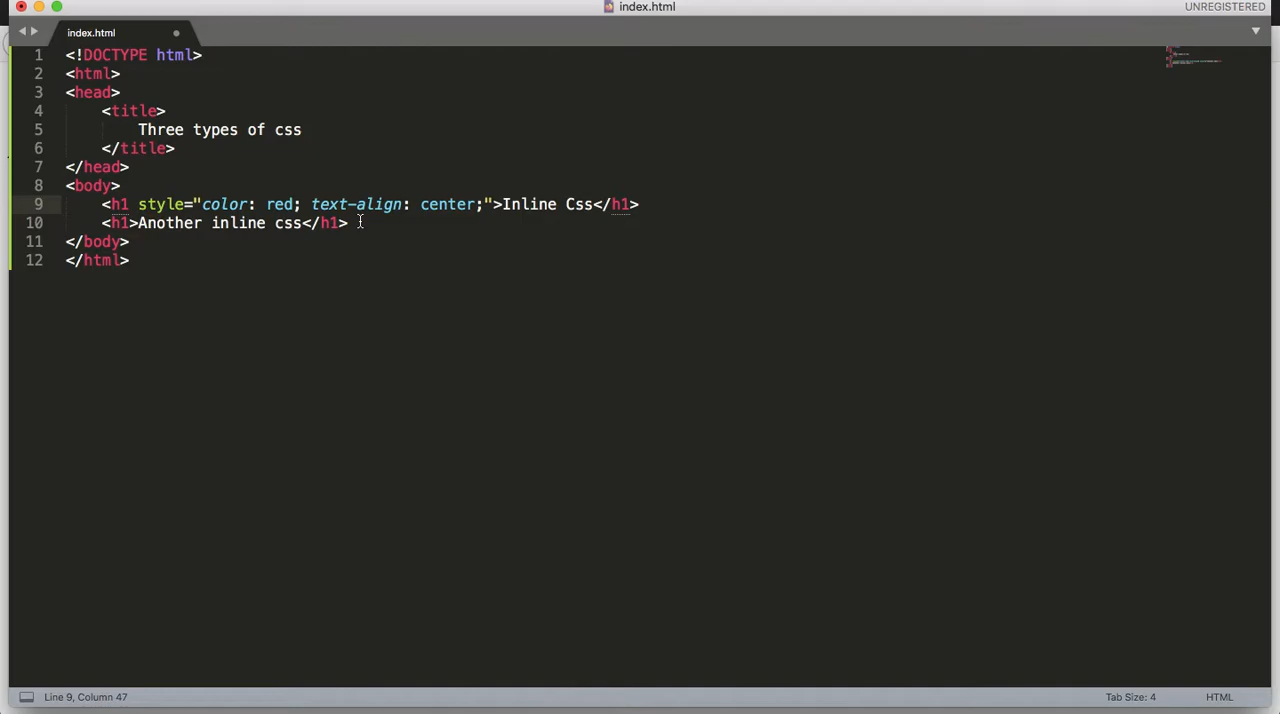 index.html
UNREGISTERED
index.html
1 <!DOCTYPE html>
2 <html>
3 <head>
4 <title>
5 Three types of css
6 </title>
7 </head>
8 <body>
9 <h1 style="color: red; text-align: center;">Inline Css</h1>
10 <h1>Another inline css</h1>
11 </body>
12 </html>
Line 9, Column 47
Tab Size: 4
HTML